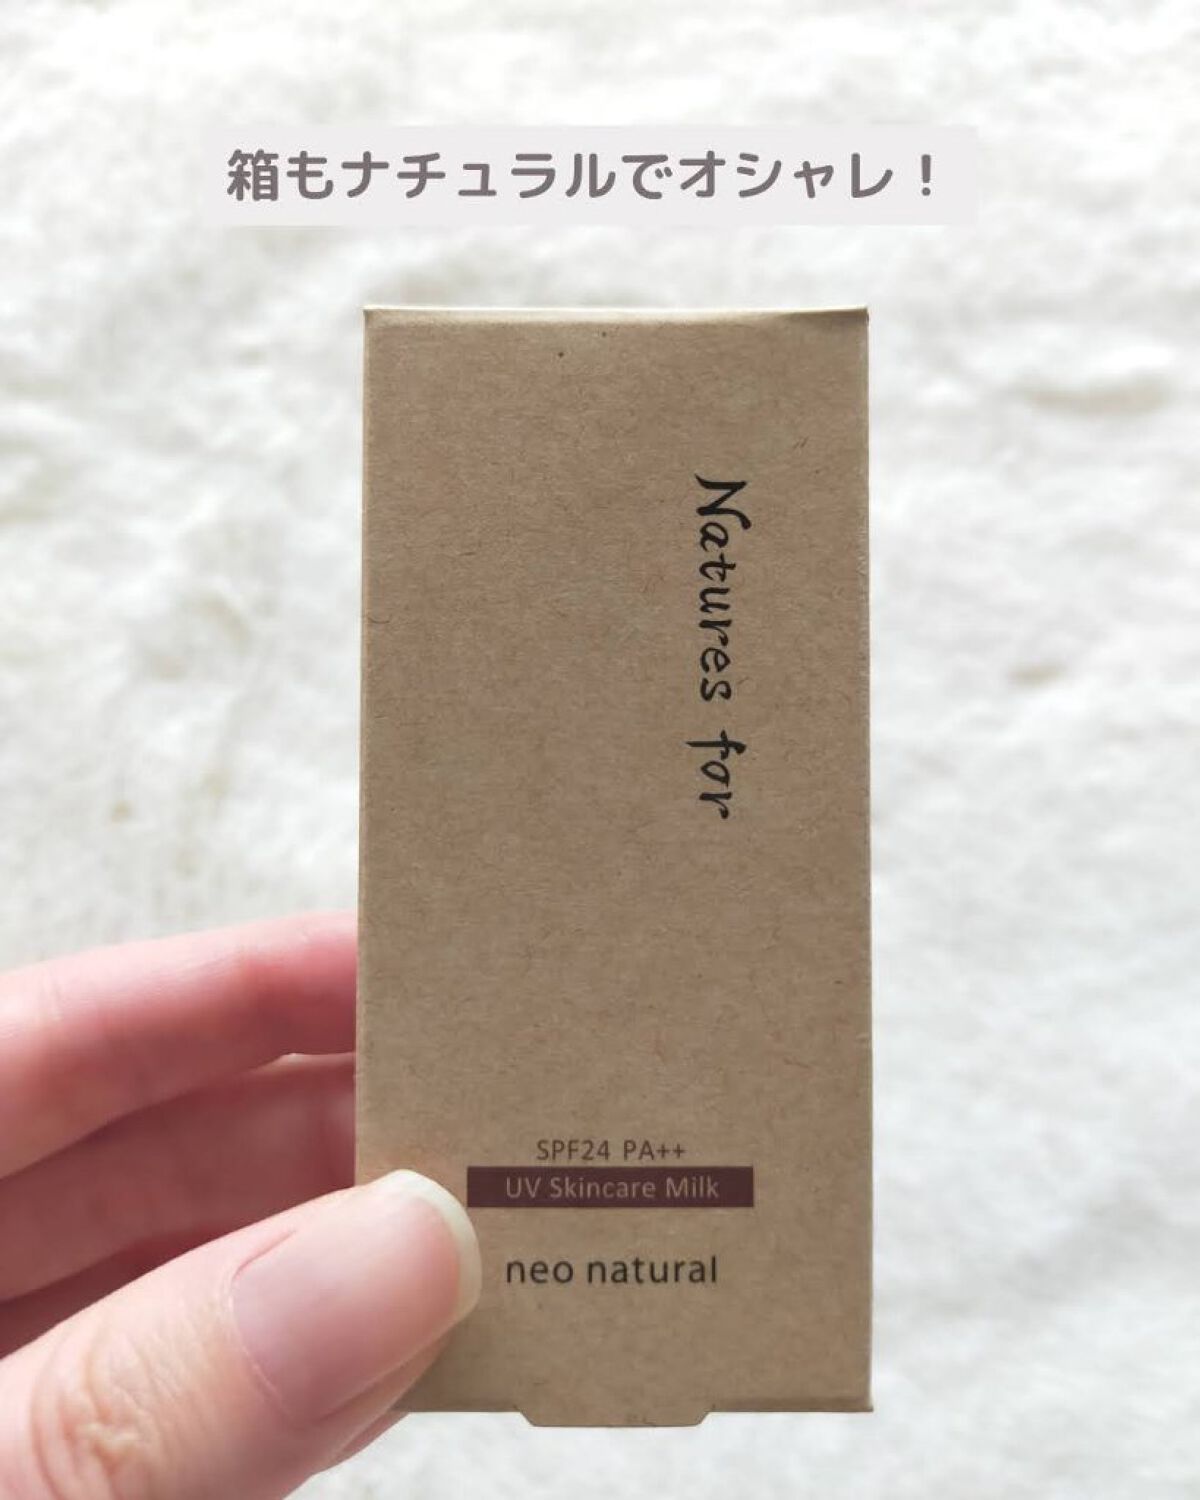 箱もナチュラルでオシャレ！
Natures for
SPF24 PA++
UV Skincare Milk
neo natural